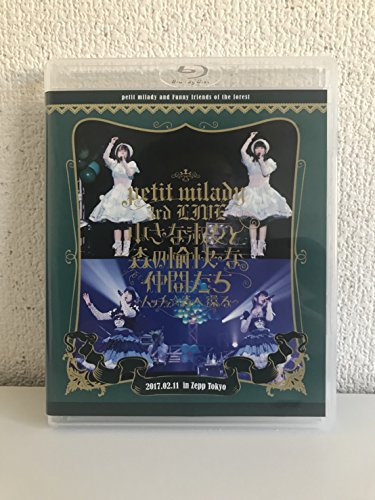 Blu-ray Disc
petit milady and Funny friends of the forest
petit milady
3rd LIVE
小さな淑女と
森の愉快な
仲間たち
2017.02.11 in Zepp Tokyo